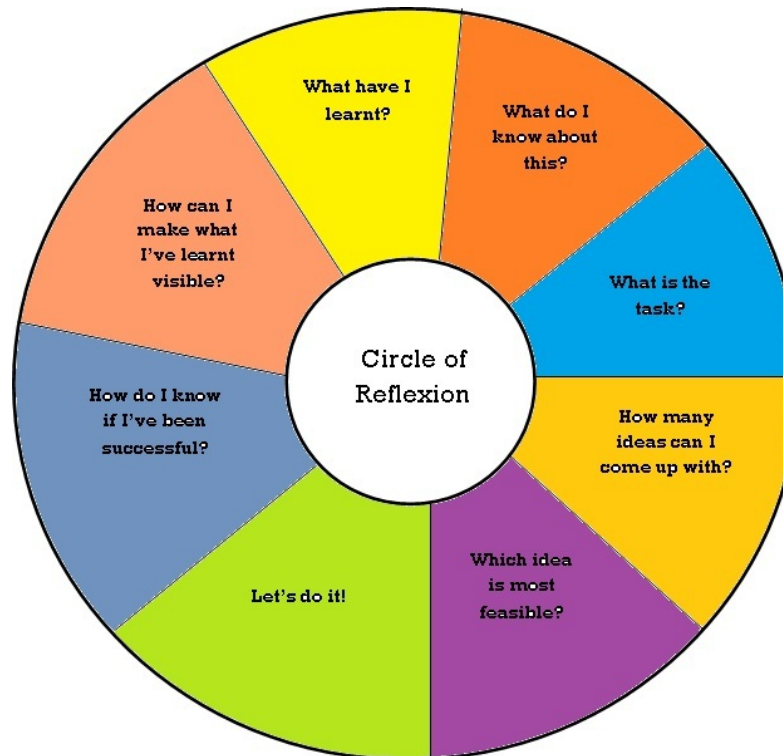 What have I
learnt?
What do I
know about
this?
What is the
task?
How many
ideas can I
come up with?
Which idea
is most
feasible?
Let's do it!
How do I know
if I've been
successful?
How can I
make what
I've learnt
visible?
Circle of
Reflexion